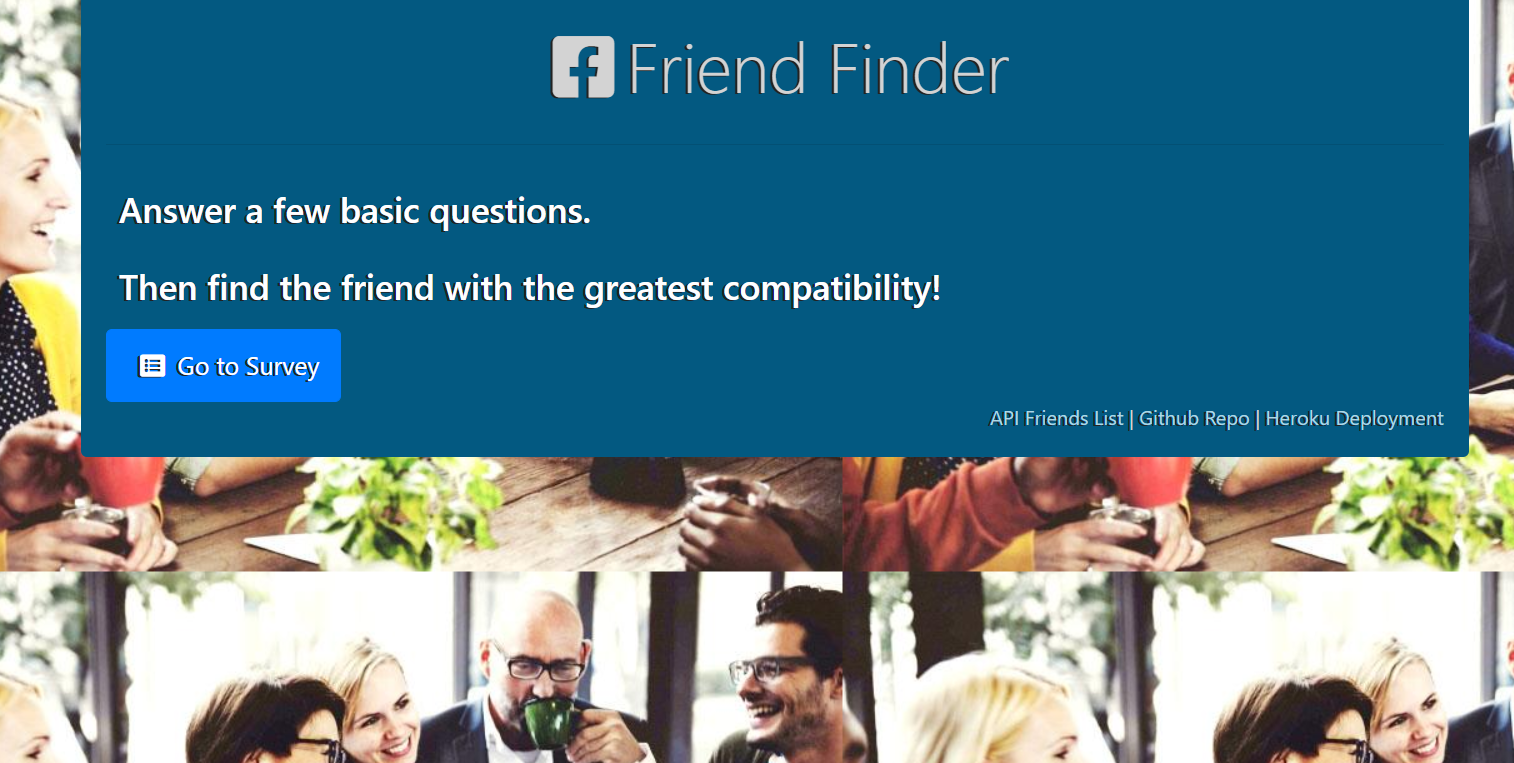 Friend Finder
Answer a few basic questions.
Then find the friend with the greatest compatibility!
Go to Survey
API Friends List | Github Repo | Heroku Deployment